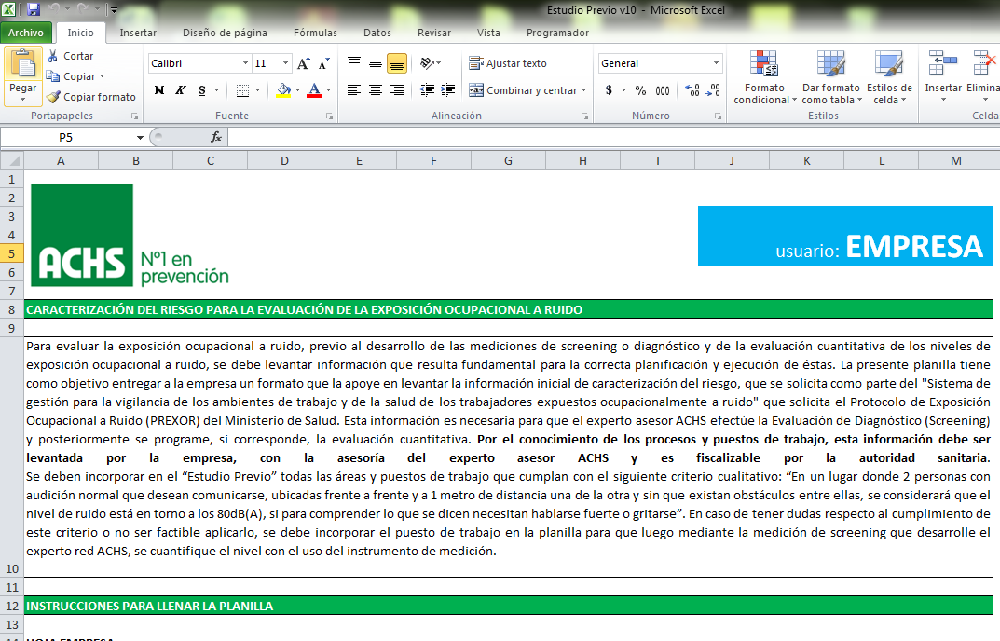 Estudio Previo v10 - Microsoft Excel
Archivo Inicio Insertar Diseño de página Fórmulas Datos Revisar Vista Programador
Pegar
Cortar
Copiar
Copiar formato
Portapapeles
Calibri 11
N K S
Fuente
Ajustar texto
Combinar y centrar
Alineación
General
$ % 000
Número
Formato condicional
Dar formato como tabla
Estilos de celda
Estilos
Insertar
Elimina
Celda
P5 fx
A B C D E F G H I J K L M
1
2
3
4
5
6
7
8
9
10
11
12
13
ACHS
Nº1 en
prevención
usuario: EMPRESA
CARACTERIZACIÓN DEL RIESGO PARA LA EVALUACIÓN DE LA EXPOSICIÓN OCUPACIONAL A RUIDO
Para evaluar la exposición ocupacional a ruido, previo al desarrollo de las mediciones de screening o diagnóstico y de la evaluación cuantitativa de los niveles de
exposición ocupacional a ruido, se debe levantar información que resulta fundamental para la correcta planificación y ejecución de éstas. La presente planilla tiene
como objetivo entregar a la empresa un formato que la apoye en levantar la información inicial de caracterización del riesgo, que se solicita como parte del "Sistema de
gestión para la vigilancia de los ambientes de trabajo y de la salud de los trabajadores expuestos ocupacionalmente a ruido" que solicita el Protocolo de Exposición
Ocupacional a Ruido (PREXOR) del Ministerio de Salud. Esta información es necesaria para que el experto asesor ACHS efectúe la Evaluación de Diagnóstico (Screening)
y posteriormente se programe, si corresponde, la evaluación cuantitativa. Por el conocimiento de los procesos y puestos de trabajo, esta información debe ser
levantada por la empresa, con la asesoría del experto asesor ACHS y es fiscalizable por la autoridad sanitaria.
Se deben incorporar en el “Estudio Previo” todas las áreas y puestos de trabajo que cumplan con el siguiente criterio cualitativo: “En un lugar donde 2 personas con
audición normal que desean comunicarse, ubicadas frente a frente y a 1 metro de distancia una de la otra y sin que existan obstáculos entre ellas, se considerará que el
nivel de ruido está en torno a los 80dB(A), si para comprender lo que se dicen necesitan hablarse fuerte o gritarse”. En caso de tener dudas respecto al cumplimiento de
este criterio o no ser factible aplicarlo, se debe incorporar el puesto de trabajo en la planilla para que luego mediante la medición de screening que desarrolle el
experto red ACHS, se cuantifique el nivel con el uso del instrumento de medición.
INSTRUCCIONES PARA LLENAR LA PLANILLA
HOJA EMPRESA